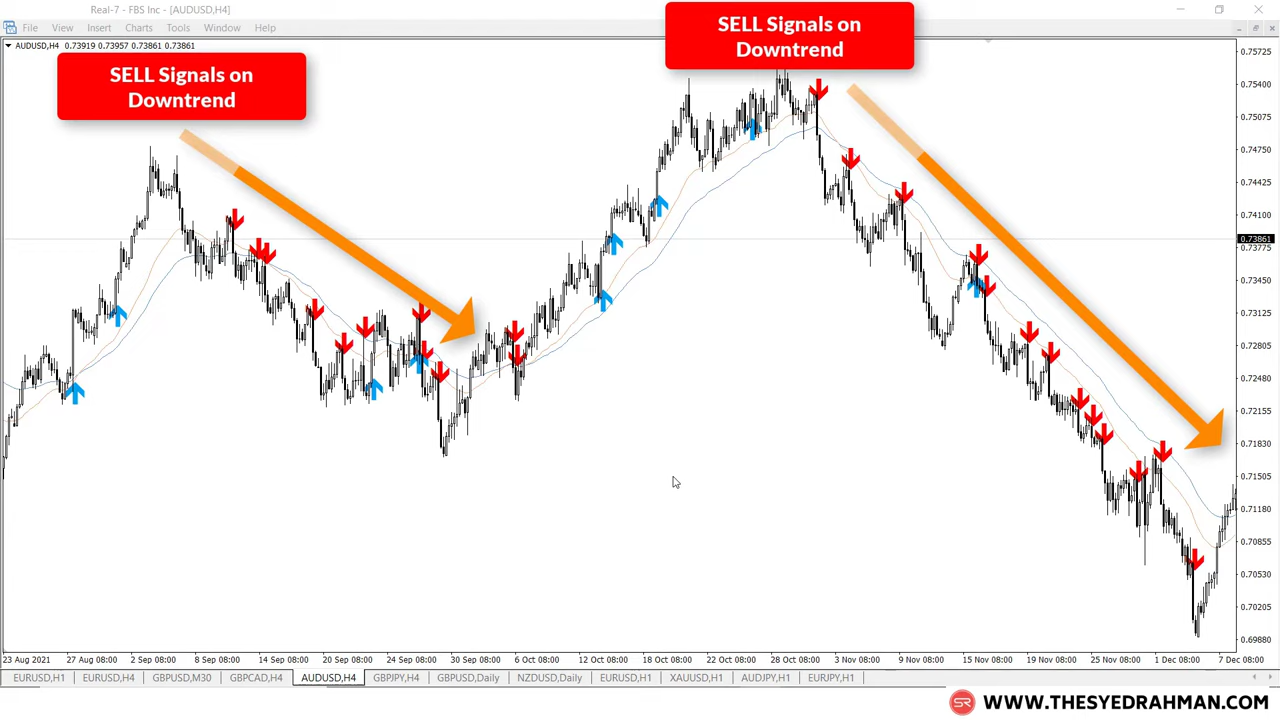 Real-7 - FBS Inc - [AUDUSD,H4]
File View Insert Charts Tools Window Help
AUDUSD,H4 0.73919 0.73957 0.73861 0.73861
SELL Signals on
Downtrend
SELL Signals on
Downtrend
0.75725
0.75400
0.75075
0.74750
0.74425
0.74100
0.73861
0.73775
0.73450
0.73125
0.72805
0.72480
0.72155
0.71830
0.71505
0.71180
0.70855
0.70530
0.70205
0.69880
23 Aug 2021 27 Aug 08:00 2 Sep 08:00 8 Sep 08:00 14 Sep 08:00 20 Sep 08:00 24 Sep 08:00 30 Sep 08:00 6 Oct 08:00 12 Oct 08:00 18 Oct 08:00 22 Oct 08:00 28 Oct 08:00 3 Nov 08:00 9 Nov 08:00 15 Nov 08:00 19 Nov 08:00 25 Nov 08:00 1 Dec 08:00 7 Dec 08:00
EURUSD,H1 EURUSD,H4 GBPUSD,M30 GBPCAD,H4 AUDUSD,H4 GBPJPY,H4 GBPUSD,Daily NZDUSD,Daily EURUSD,H1 XAUUSD,H1 AUDJPY,H1 EURJPY,H1
SR WWW.THESYEDRAHMAN.COM